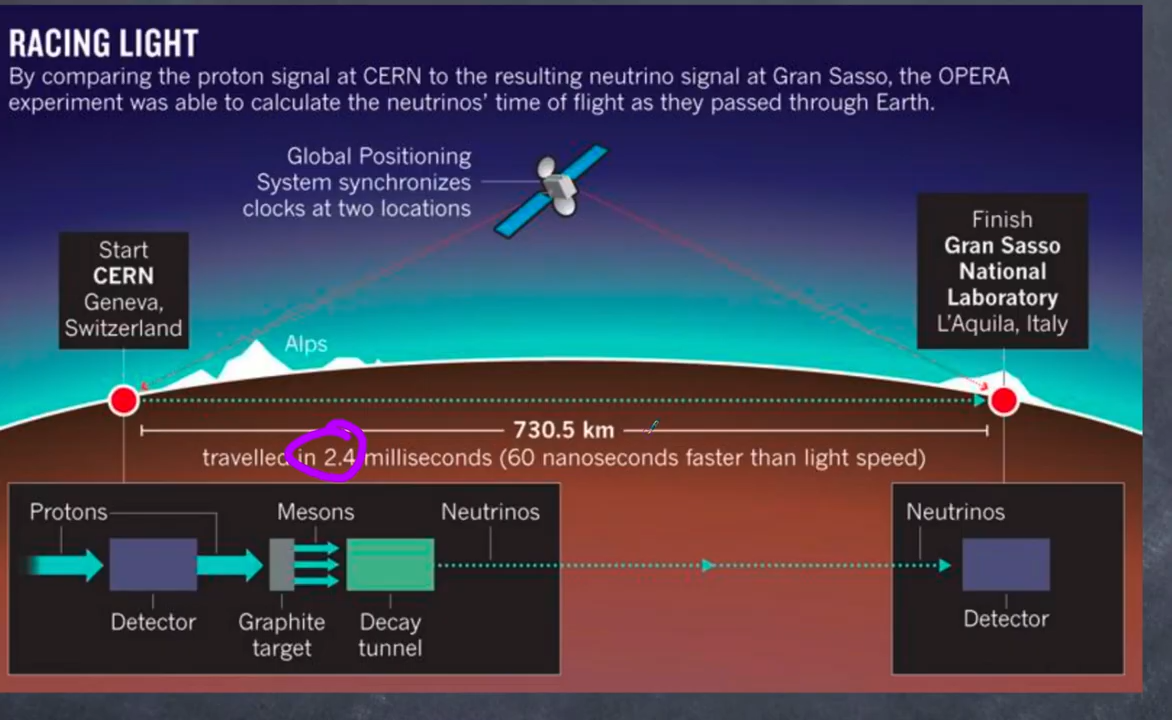 RACING LIGHT
By comparing the proton signal at CERN to the resulting neutrino signal at Gran Sasso, the OPERA
experiment was able to calculate the neutrinos' time of flight as they passed through Earth.
Global Positioning
System synchronizes
clocks at two locations
Start
CERN
Geneva,
Switzerland
Finish
Gran Sasso
National
Laboratory
L'Aquila, Italy
Alps
730.5 km
travelled in 2.4 milliseconds (60 nanoseconds faster than light speed)
Protons
Mesons
Neutrinos
Neutrinos
Detector
Graphite
target
Decay
tunnel
Detector